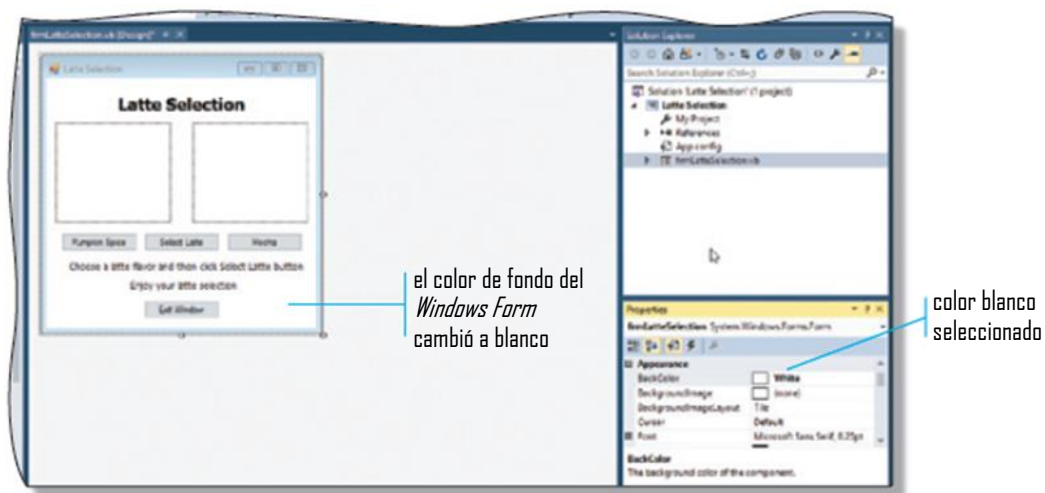 frmLatteSelection.vb [Design]*
Latte Selection
Latte Selection
Pumpkin Spice
Select Latte
Mocha
Choose a latte flavor and then click Select Latte button
Enjoy your latte selection
Exit Window
el color de fondo del
Windows Form
cambió a blanco
Solution Explorer
Search Solution Explorer (Ctrl+;)
Solution 'Latte Selection' (1 project)
Latte Selection
My Project
References
App.config
frmLatteSelection.vb
Properties
frmLatteSelection System.Windows.Forms.Form
Appearance
BackColor White
BackgroundImage (none)
BackgroundImageLayout Tile
Cursor Default
Font Microsoft Sans Serif, 8.25pt
BackColor
The background color of the component.
color blanco
seleccionado